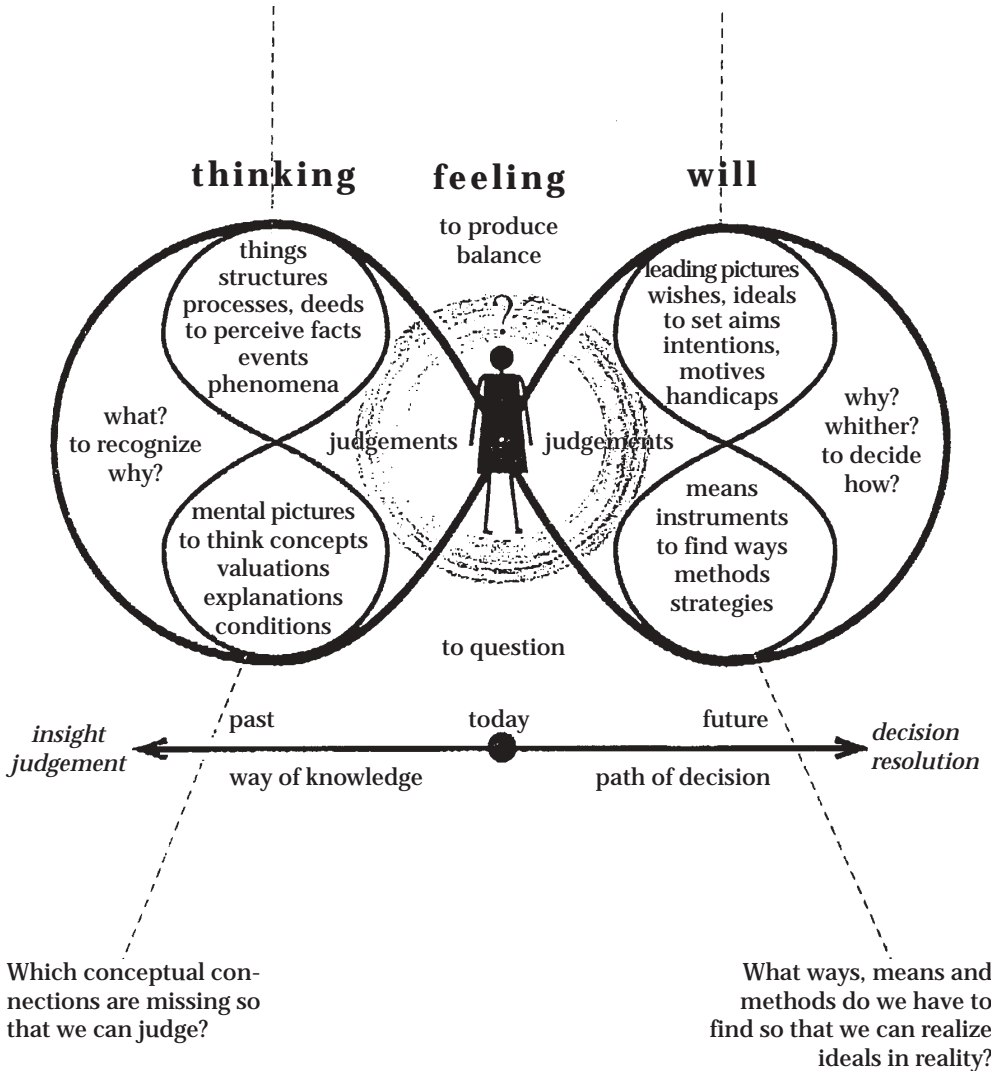 thinking
feeling
will
to produce
balance
things
structures
processes, deeds
to perceive facts
events
phenomena
?
leading pictures
wishes, ideals
to set aims
intentions,
motives
handicaps
what?
to recognize
why?
judgements
judgements
why?
whither?
to decide
how?
mental pictures
to think concepts
valuations
explanations
conditions
means
instruments
to find ways
methods
strategies
to question
insight
judgement
past
today
future
decision
resolution
way of knowledge
path of decision
Which conceptual con-
nections are missing so
that we can judge?
What ways, means and
methods do we have to
find so that we can realize
ideals in reality?